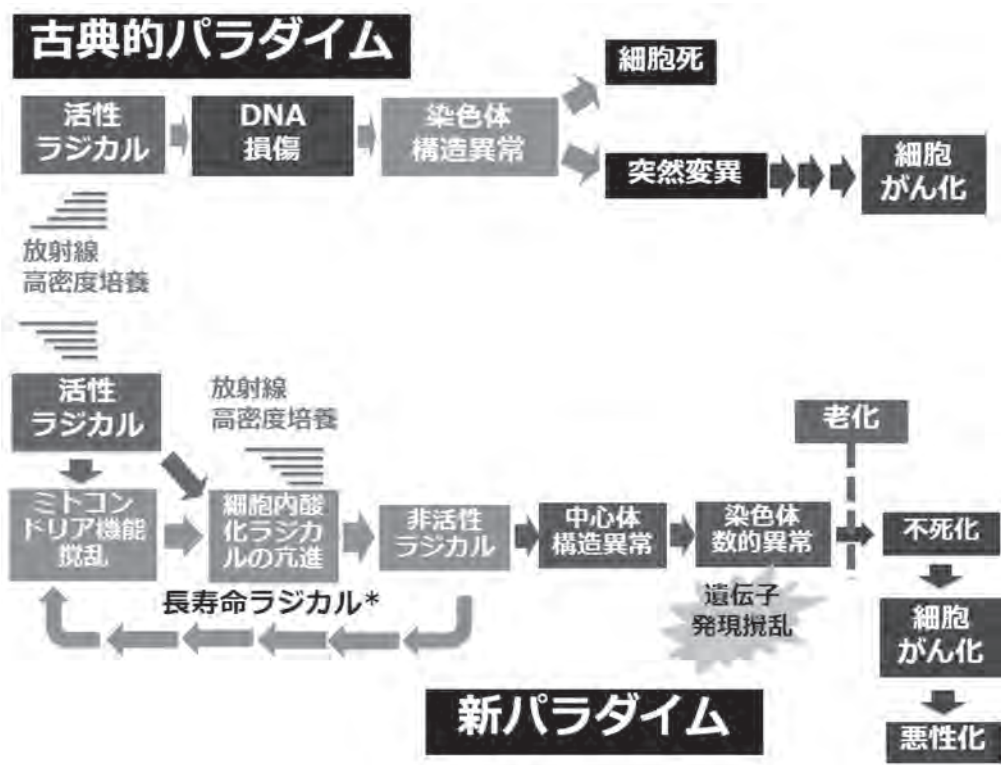 古典的パラダイム
活性
ラジカル
DNA
損傷
染色体
構造異常
細胞死
突然変異
細胞
がん化
放射線
高密度培養
活性
ラジカル
放射線
高密度培養
老化
ミトコン
ドリア機能
撹乱
細胞内酸
化ラジカ
ルの亢進
非活性
ラジカル
中心体
構造異常
染色体
数的異常
不死化
長寿命ラジカル*
遺伝子
発現撹乱
細胞
がん化
新パラダイム
悪性化